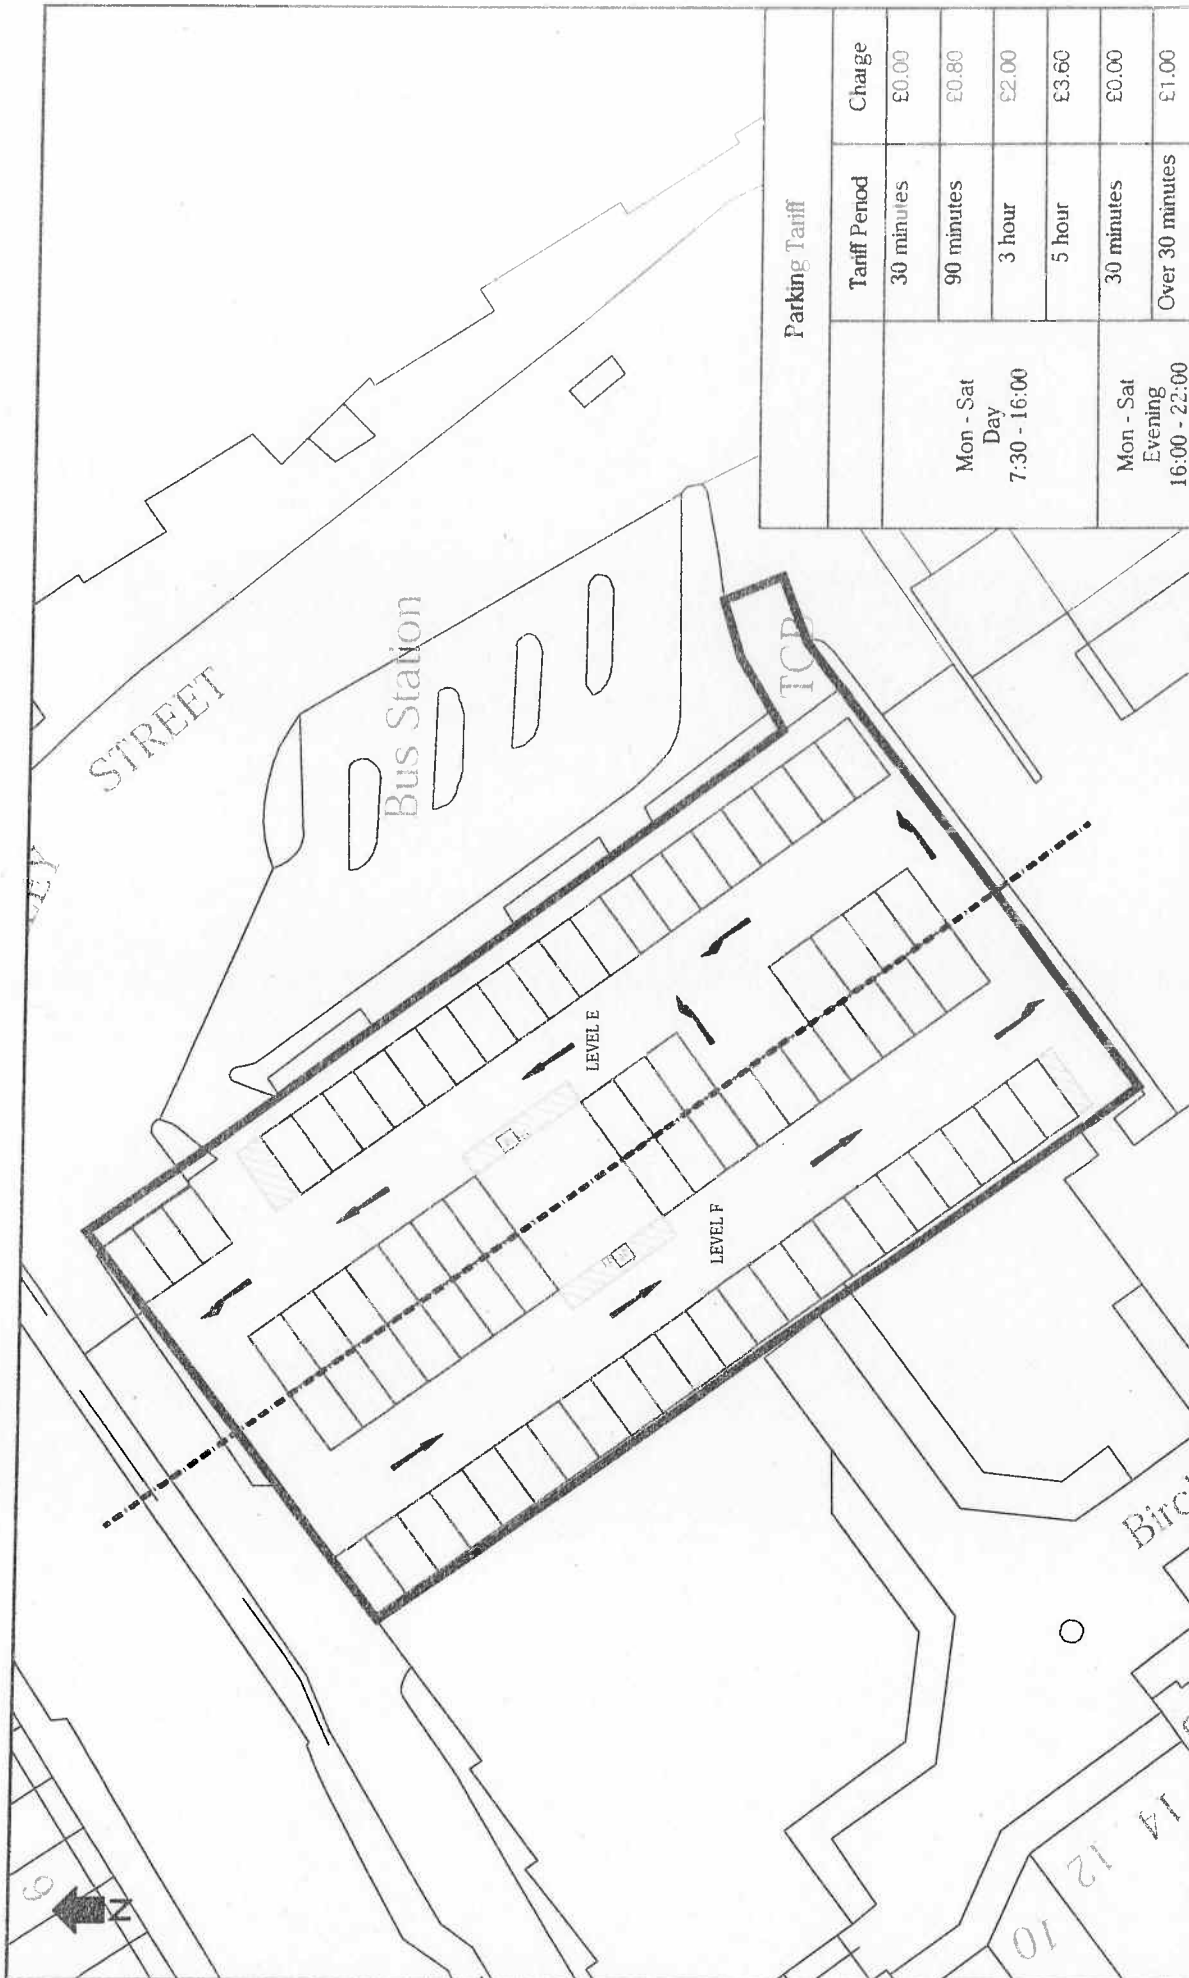 STREET
Bus Station
TCB
LEVEL E
LEVEL F
N
9
10
12
14
Parking Tariff
Tariff Period Charge
Mon - Sat
Day
7:30 - 16:00
30 minutes £0.00
90 minutes £0.80
3 hour £2.00
5 hour £3.60
Mon - Sat
Evening
16:00 - 22:00
30 minutes £0.00
Over 30 minutes £1.00